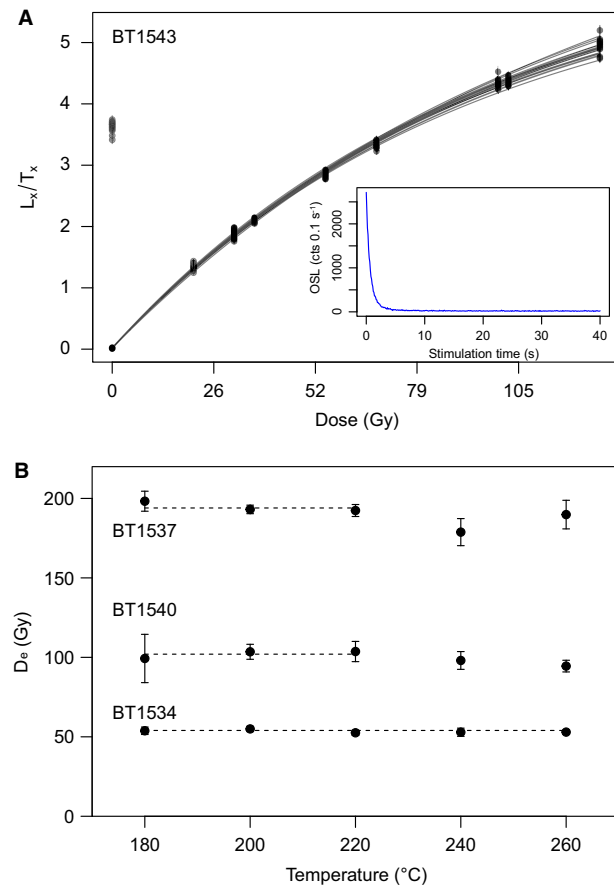 A
BT1543
5
4
3
2
1
0
Lx/Tx
0 26 52 79 105
Dose (Gy)
OSL (cts 0.1 s⁻¹)
2000
1000
0
0 10 20 30 40
Stimulation time (s)
B
200
150
100
50
0
De (Gy)
BT1537
BT1540
BT1534
180 200 220 240 260
Temperature (°C)